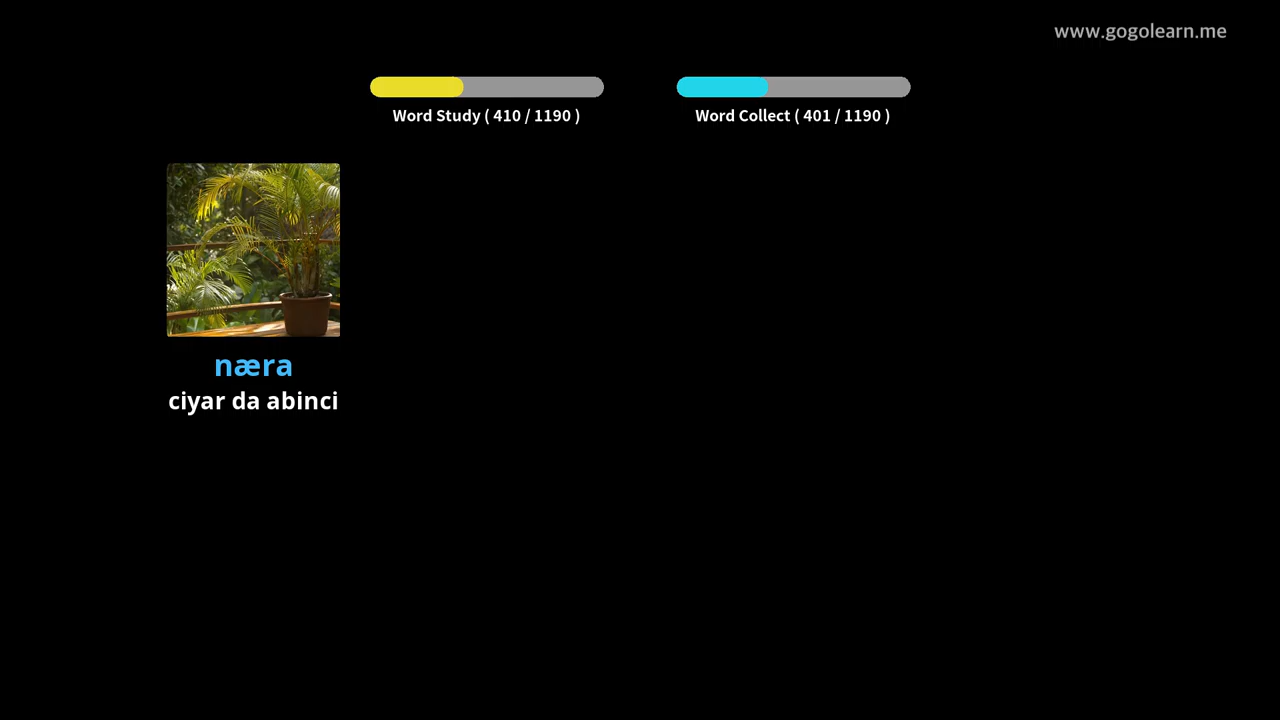 www.gogolearn.me
Word Study ( 410 / 1190 )
Word Collect ( 401 / 1190 )
næra
ciyar da abinci